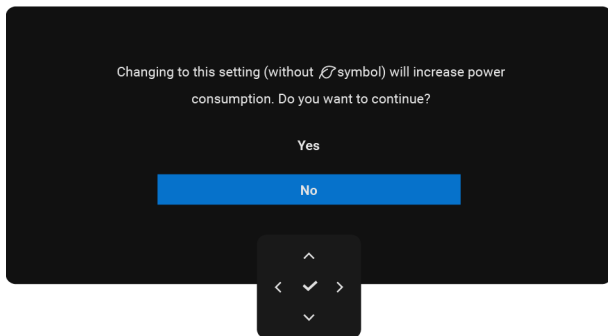 Changing to this setting (without symbol) will increase power
consumption. Do you want to continue?
Yes
No